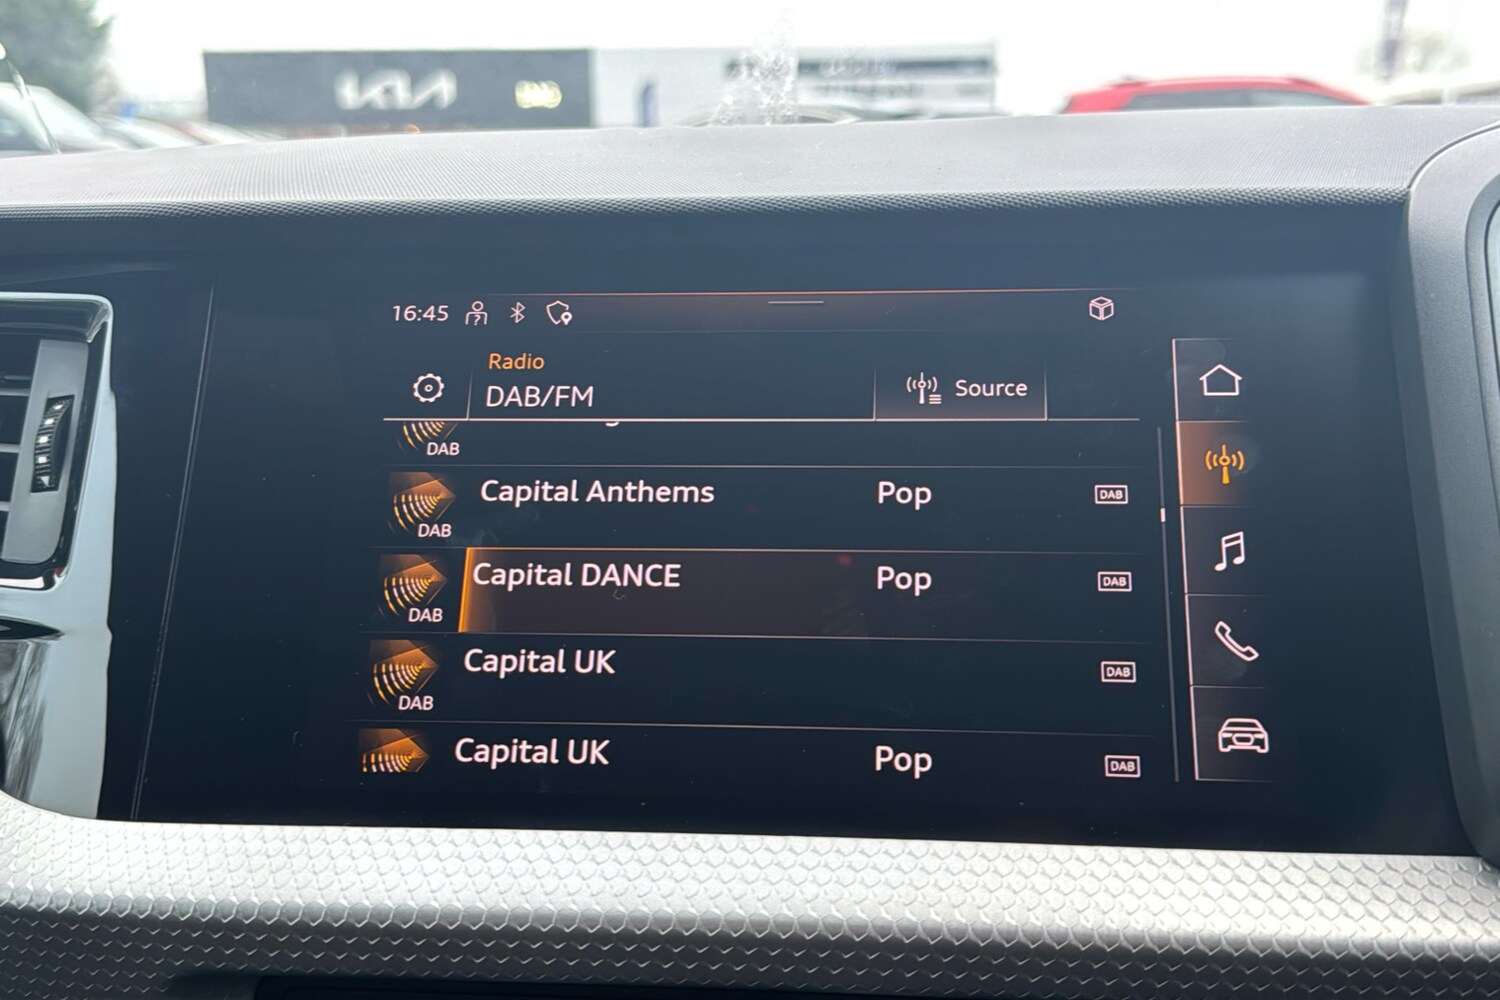 KIA
16:45
Radio
DAB/FM
Source
DAB
Capital Anthems Pop DAB
DAB
Capital DANCE Pop DAB
DAB
Capital UK DAB
DAB
Capital UK Pop DAB